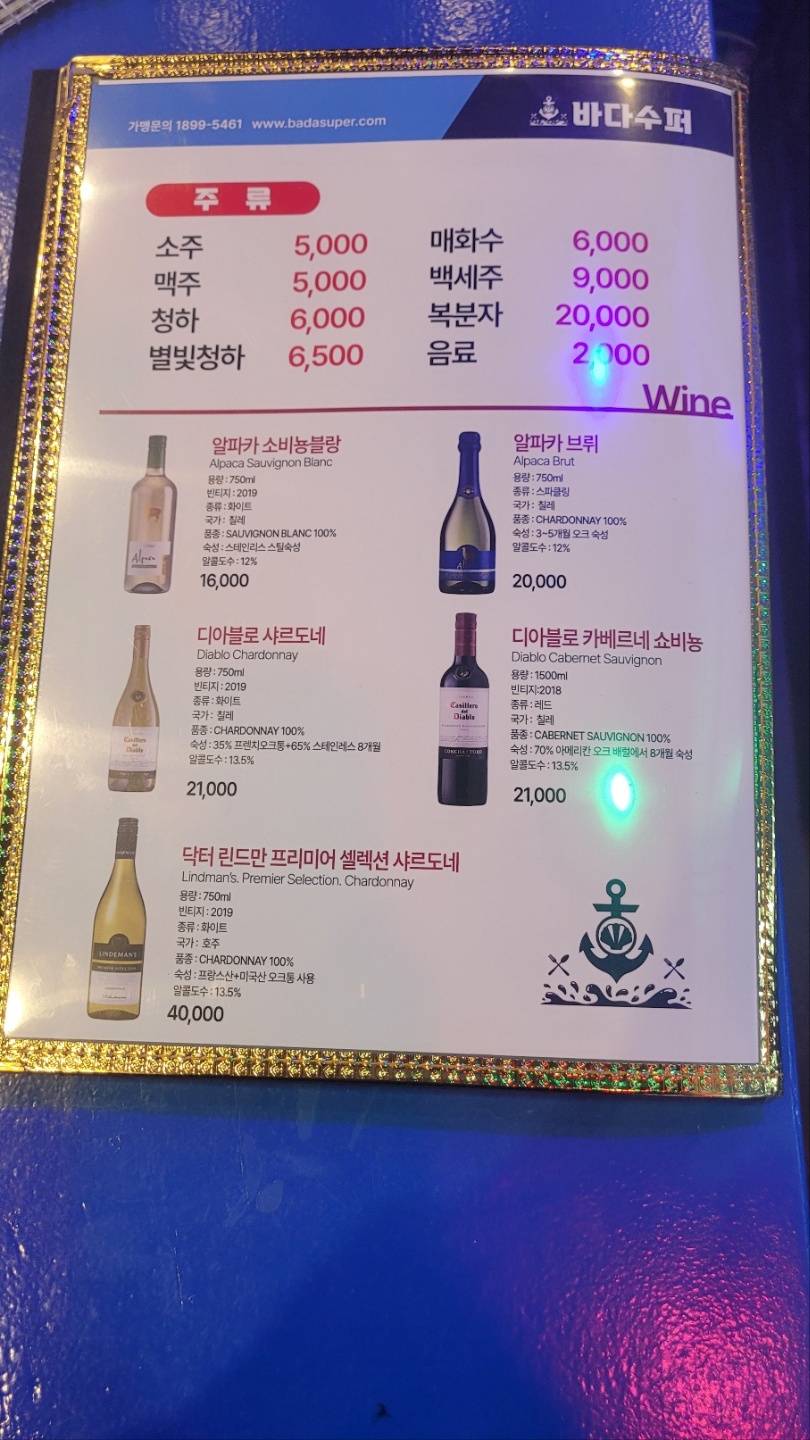 가맹문의 1899-5461 www.badasuper.com
바다수퍼
주 류
소주 5,000
맥주 5,000
청하 6,000
별빛청하 6,500
매화수 6,000
백세주 9,000
복분자 20,000
음료 2,000
Wine
알파카 소비뇽블랑
Alpaca Sauvignon Blanc
용량 : 750ml
빈티지 : 2019
종류 : 화이트
국가 : 칠레
품종 : SAUVIGNON BLANC 100%
숙성 : 스테인리스 스틸숙성
알콜도수 : 12%
16,000
Alpaca
알파카 브뤼
Alpaca Brut
용량 : 750ml
종류 : 스파클링
국가 : 칠레
품종 : CHARDONNAY 100%
숙성 : 3~5개월 오크 숙성
알콜도수 : 12%
20,000
디아블로 샤르도네
Diablo Chardonnay
용량 : 750ml
빈티지 : 2019
종류 : 화이트
국가 : 칠레
품종 : CHARDONNAY 100%
숙성 : 35% 프렌치오크통+65% 스테인레스 8개월
알콜도수 : 13.5%
21,000
Casillero
del
Diablo
디아블로 카베르네 쇼비뇽
Diablo Cabernet Sauvignon
용량 : 1500ml
빈티지:2018
종류 : 레드
국가 : 칠레
품종 : CABERNET SAUVIGNON 100%
숙성 : 70% 아메리칸 오크 배럴에서 8개월 숙성
알콜도수 : 13.5%
21,000
Casillero
del
Diablo
CONCHA Y TORO
닥터 린드만 프리미어 셀렉션 샤르도네
Lindman's. Premier Selection. Chardonnay
용량 : 750ml
빈티지 : 2019
종류 : 화이트
국가 : 호주
품종 : CHARDONNAY 100%
숙성 : 프랑스산+미국산 오크통 사용
알콜도수 : 13.5%
40,000
LINDEMAN'S